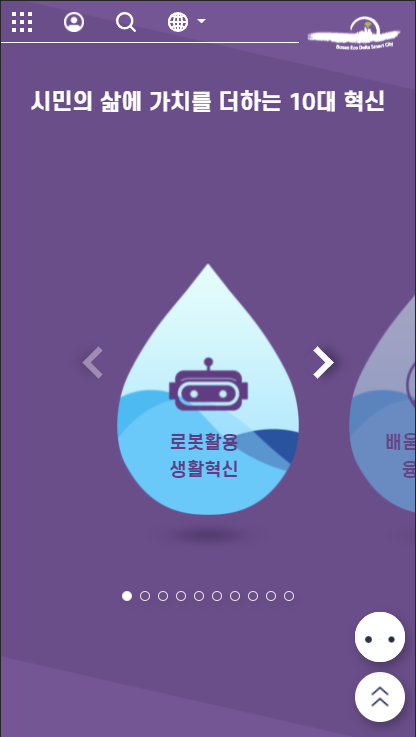 Busan Eco Delta Smart City
시민의 삶에 가치를 더하는 10대 혁신
로봇활용
생활혁신
배움
융